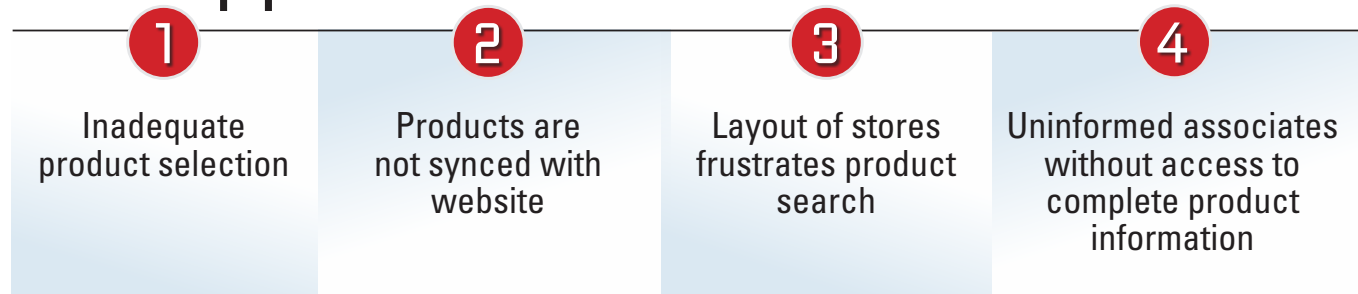 1
Inadequate
product selection
2
Products are
not synced with
website
3
Layout of stores
frustrates product
search
4
Uninformed associates
without access to
complete product
information